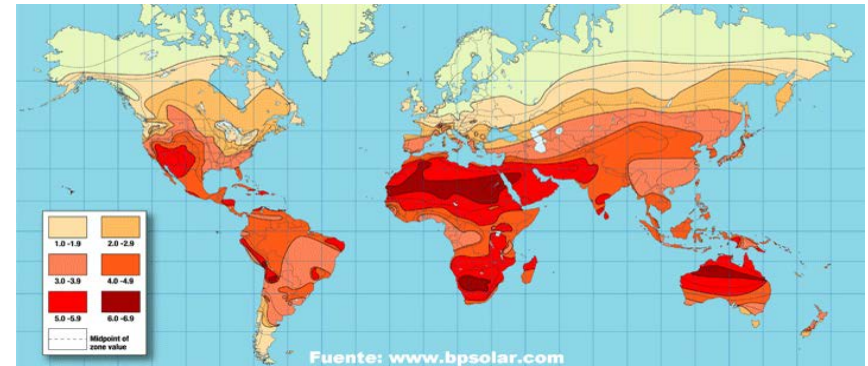 1.0 -1.9 2.0 -2.9
3.0 -3.9 4.0 -4.9
5.0 -5.9 6.0 -6.9
Midpoint of
zone value
Fuente: www.bpsolar.com